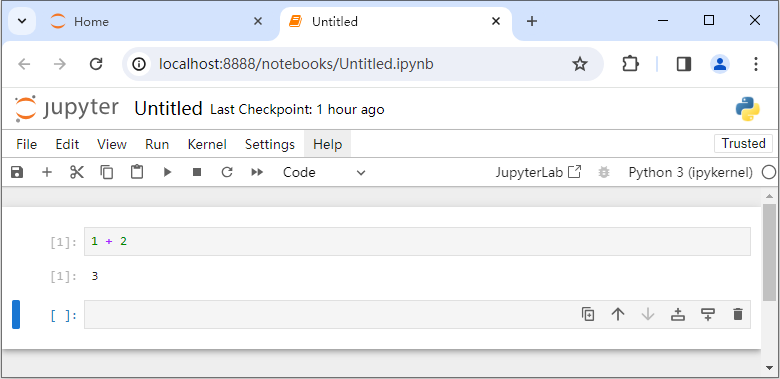 Home
Untitled
localhost:8888/notebooks/Untitled.ipynb
jupyter Untitled Last Checkpoint: 1 hour ago
File Edit View Run Kernel Settings Help Trusted
Code JupyterLab Python 3 (ipykernel)
[1]: 1 + 2
[1]: 3
[ ]: